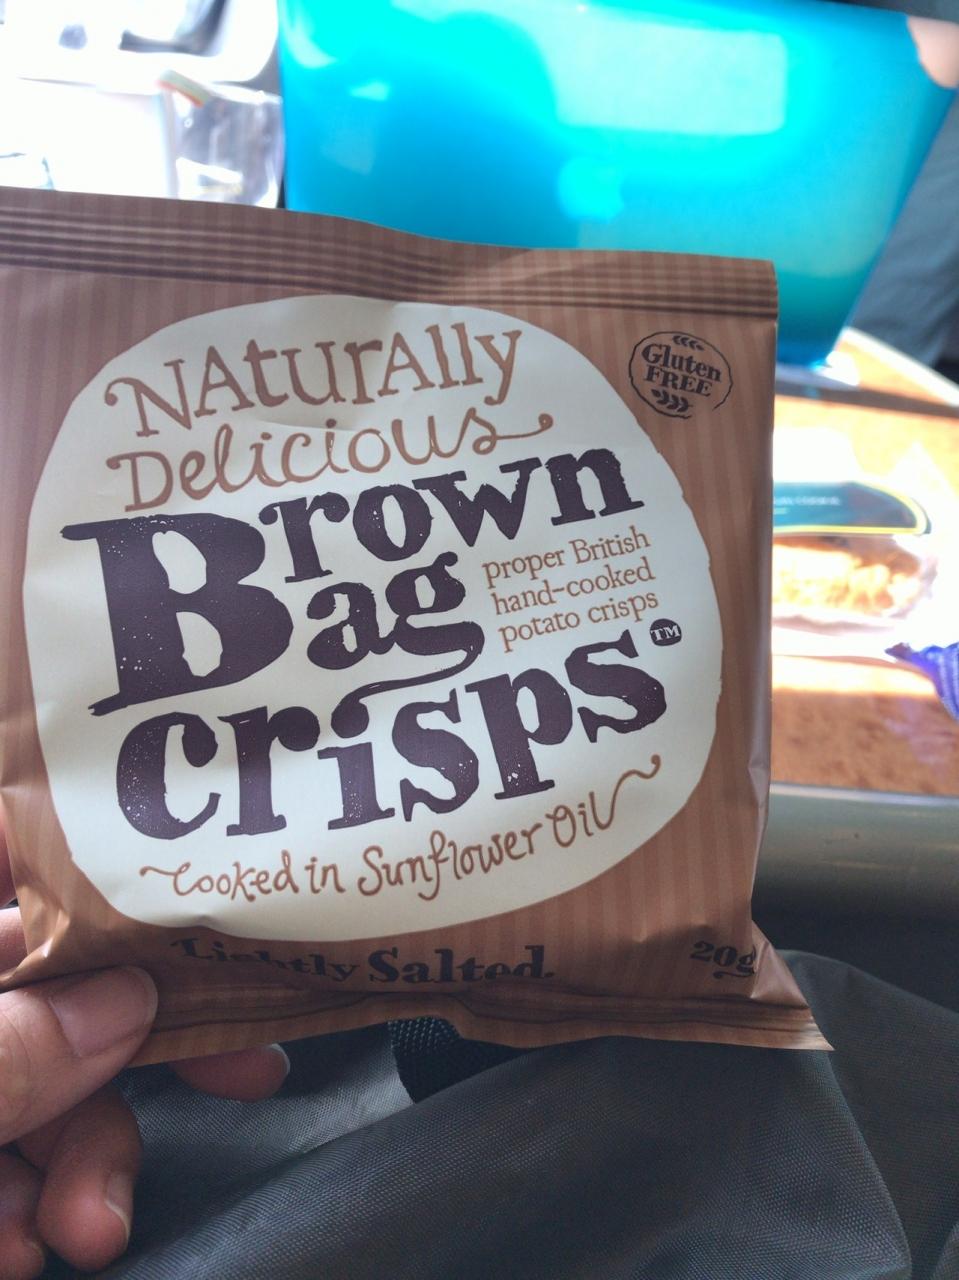 Naturally
Delicious
Gluten
FREE
Brown
Bag
proper British
hand-cooked
potato crisps
Crisps™
Cooked in Sunflower Oil
Lightly Salted.
20g